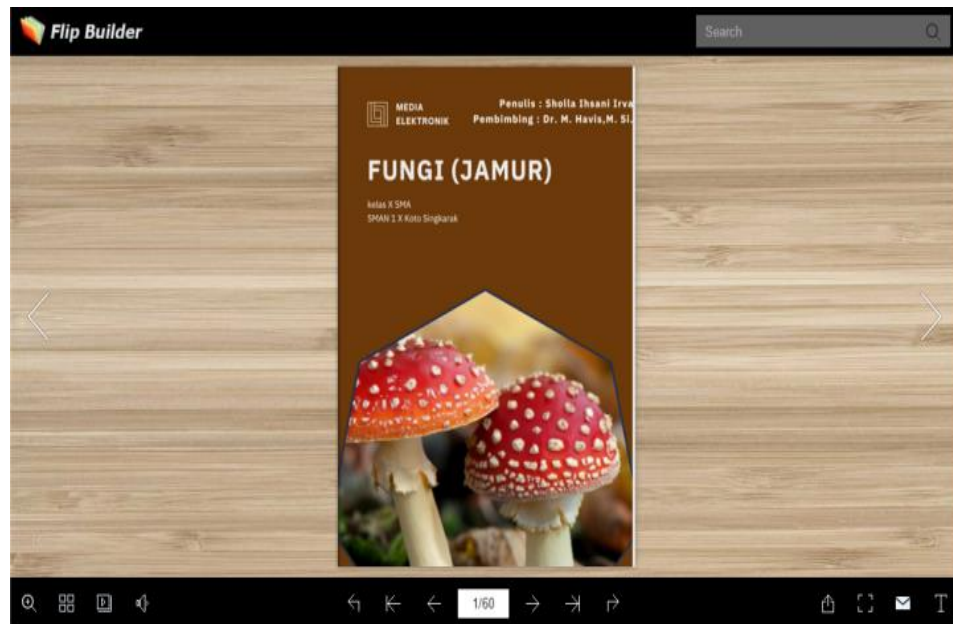 Flip Builder
Search
MEDIA
ELEKTRONIK
Penulis : Sholla Ihsani Irva
Pembimbing : Dr. M. Havis,M. Si.
FUNGI (JAMUR)
kelas X SMA
SMAN 1 X Koto Singkarak
1/60